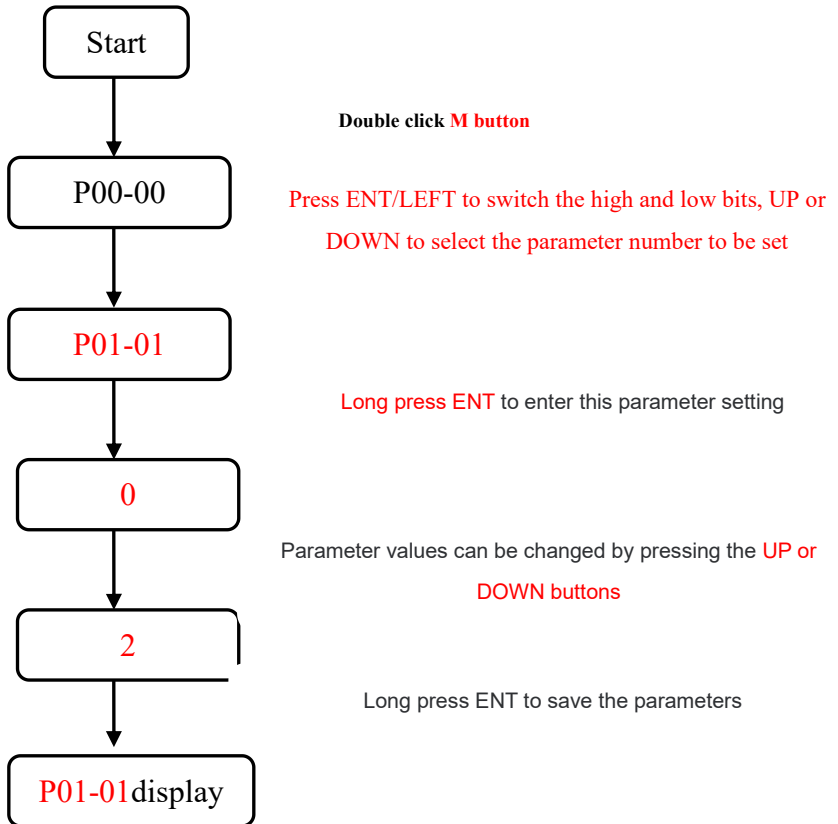 Start
Double click M button
P00-00
Press ENT/LEFT to switch the high and low bits, UP or
DOWN to select the parameter number to be set
P01-01
Long press ENT to enter this parameter setting
0
Parameter values can be changed by pressing the UP or
DOWN buttons
2
Long press ENT to save the parameters
P01-01display